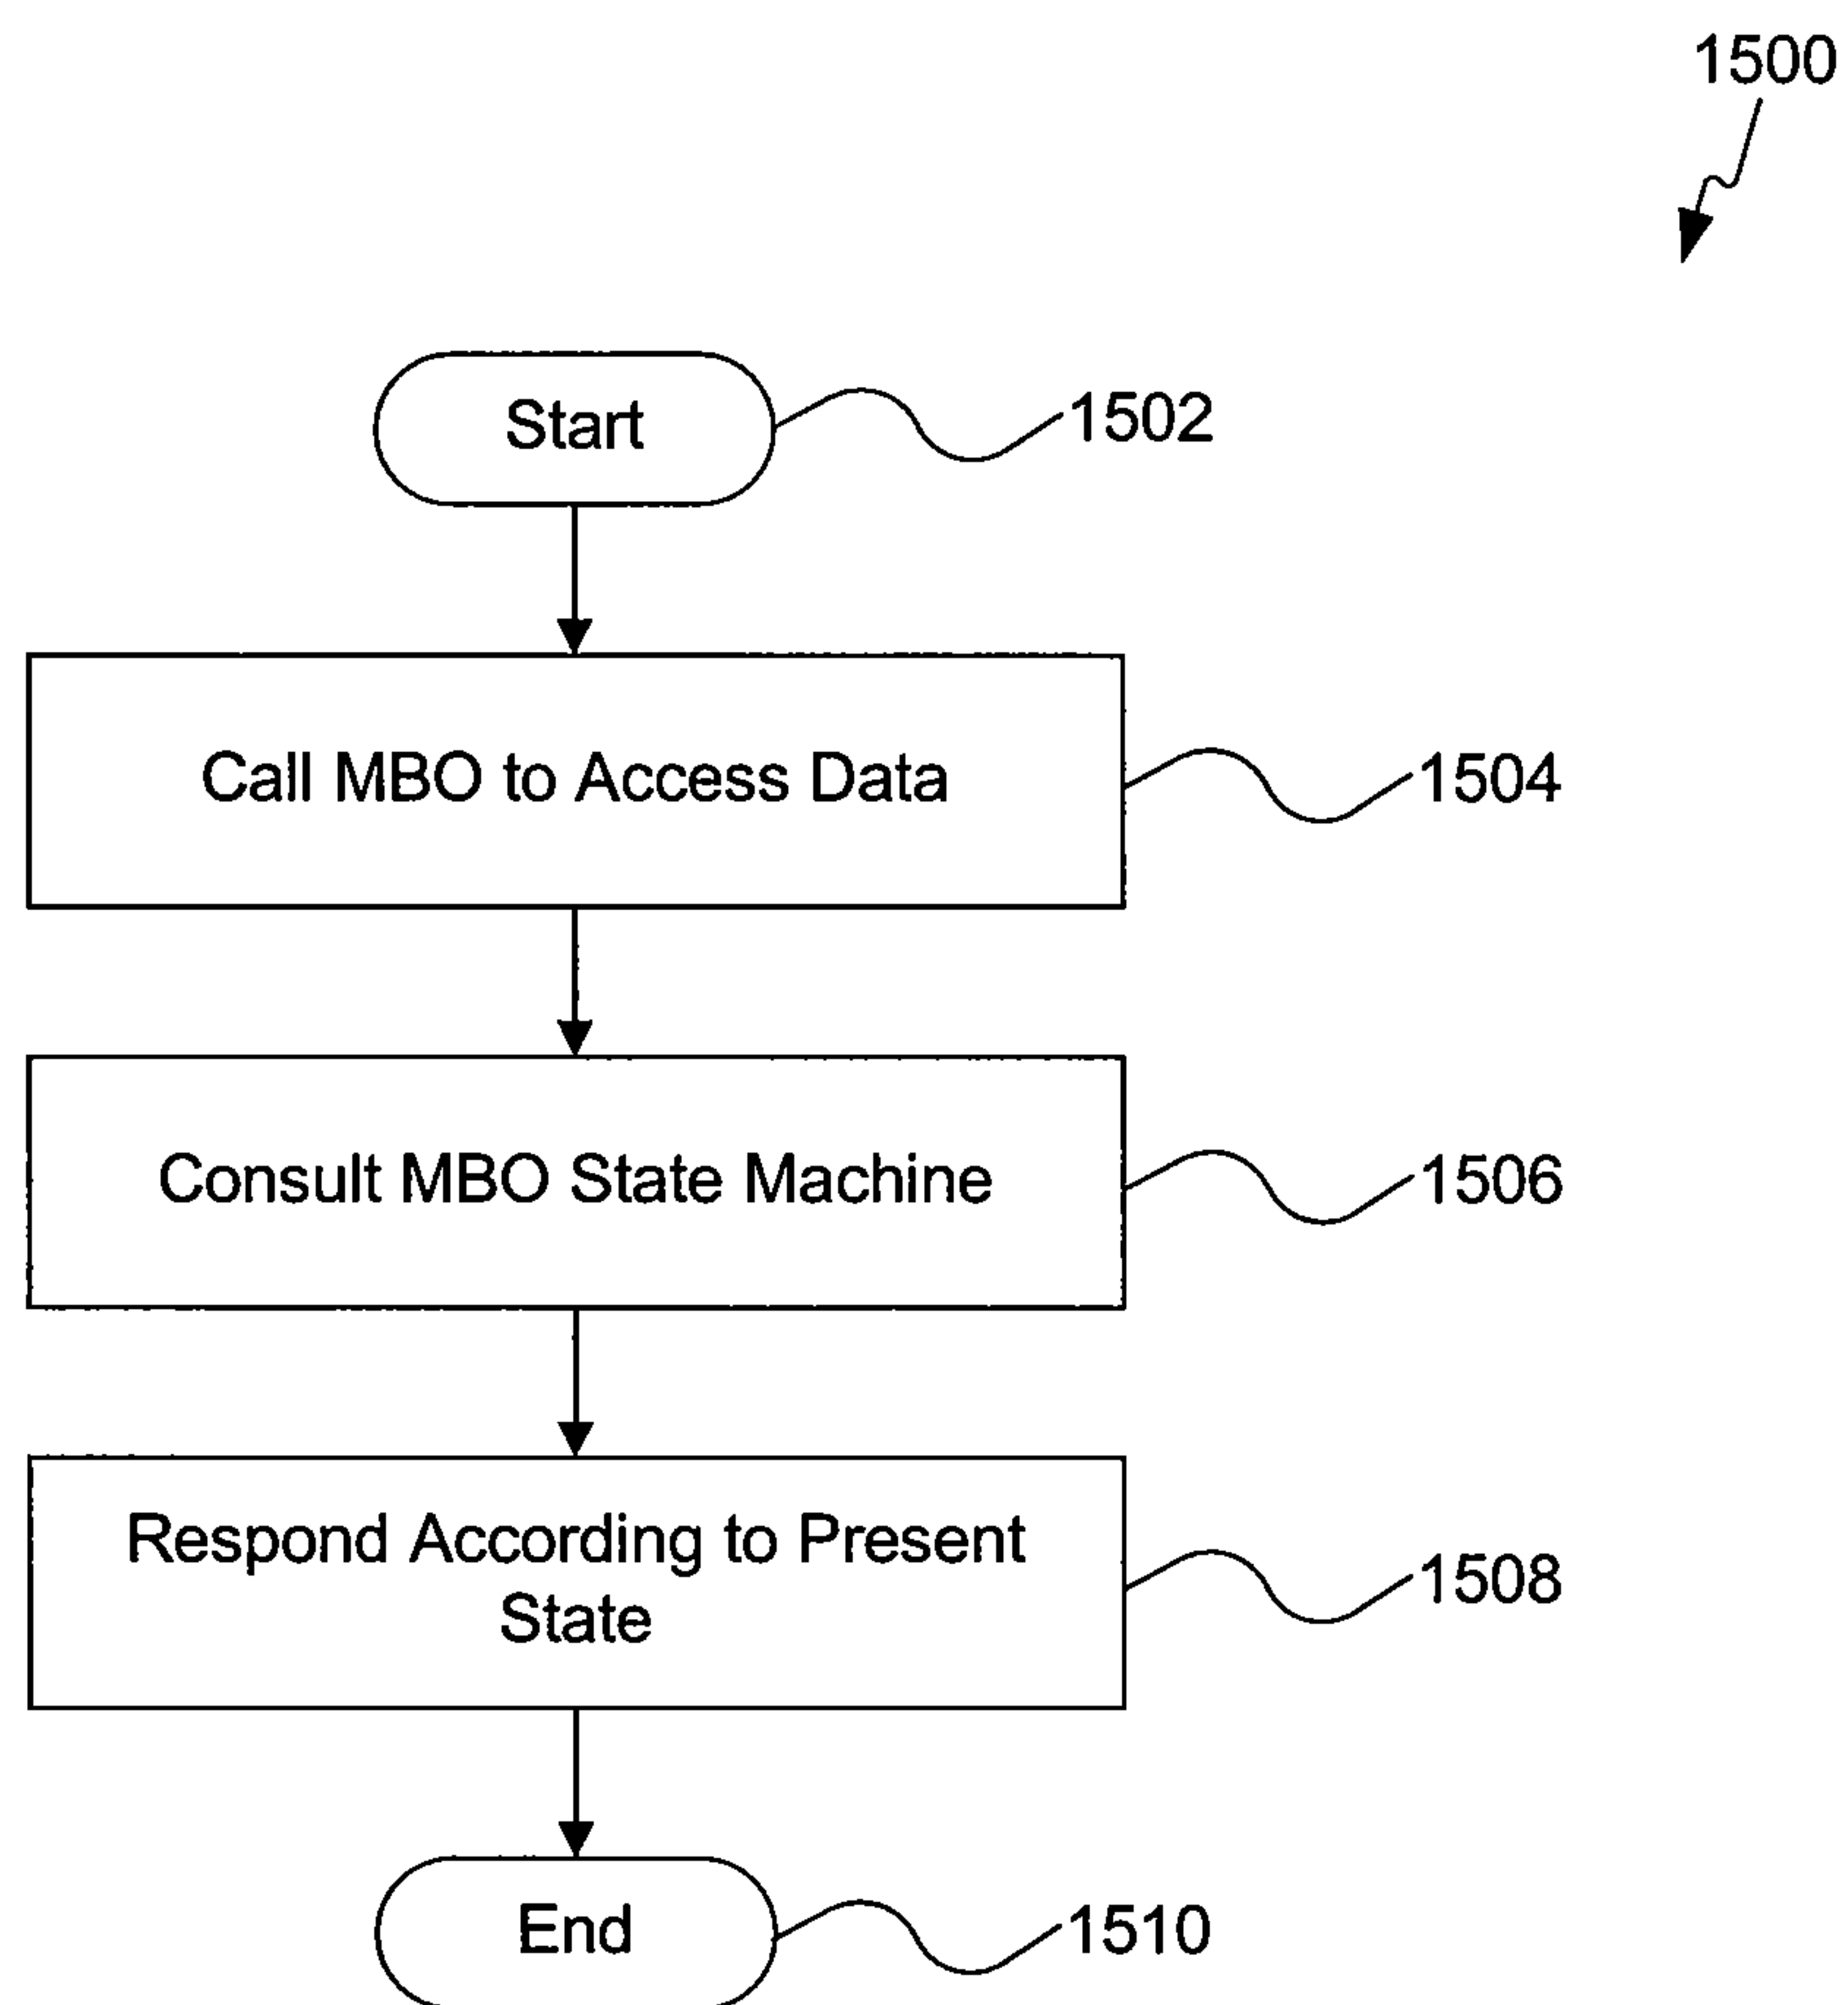 1500
Start
1502
Call MBO to Access Data
1504
Consult MBO State Machine
1506
Respond According to Present
State
1508
End
1510